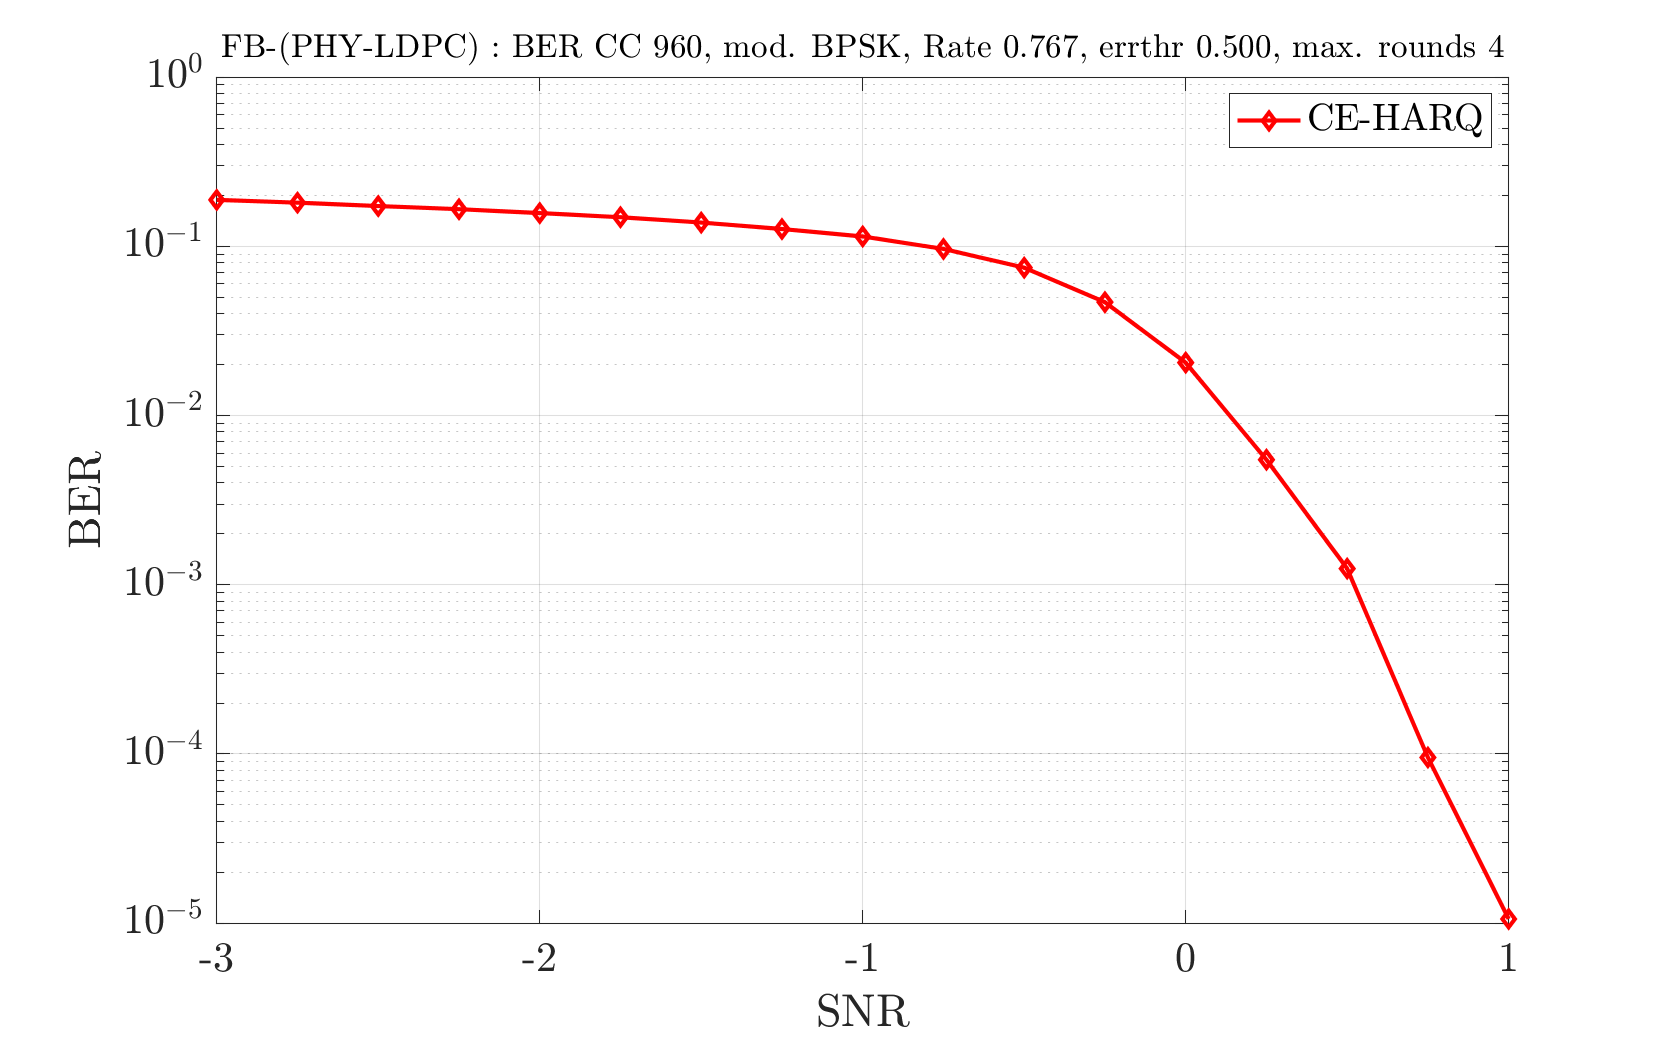 FB-(PHY-LDPC) : BER CC 960, mod. BPSK, Rate 0.767, errthr 0.500, max. rounds 4
CE-HARQ
10^0
10^−1
10^−2
10^−3
10^−4
10^−5
BER
-3 -2 -1 0 1
SNR